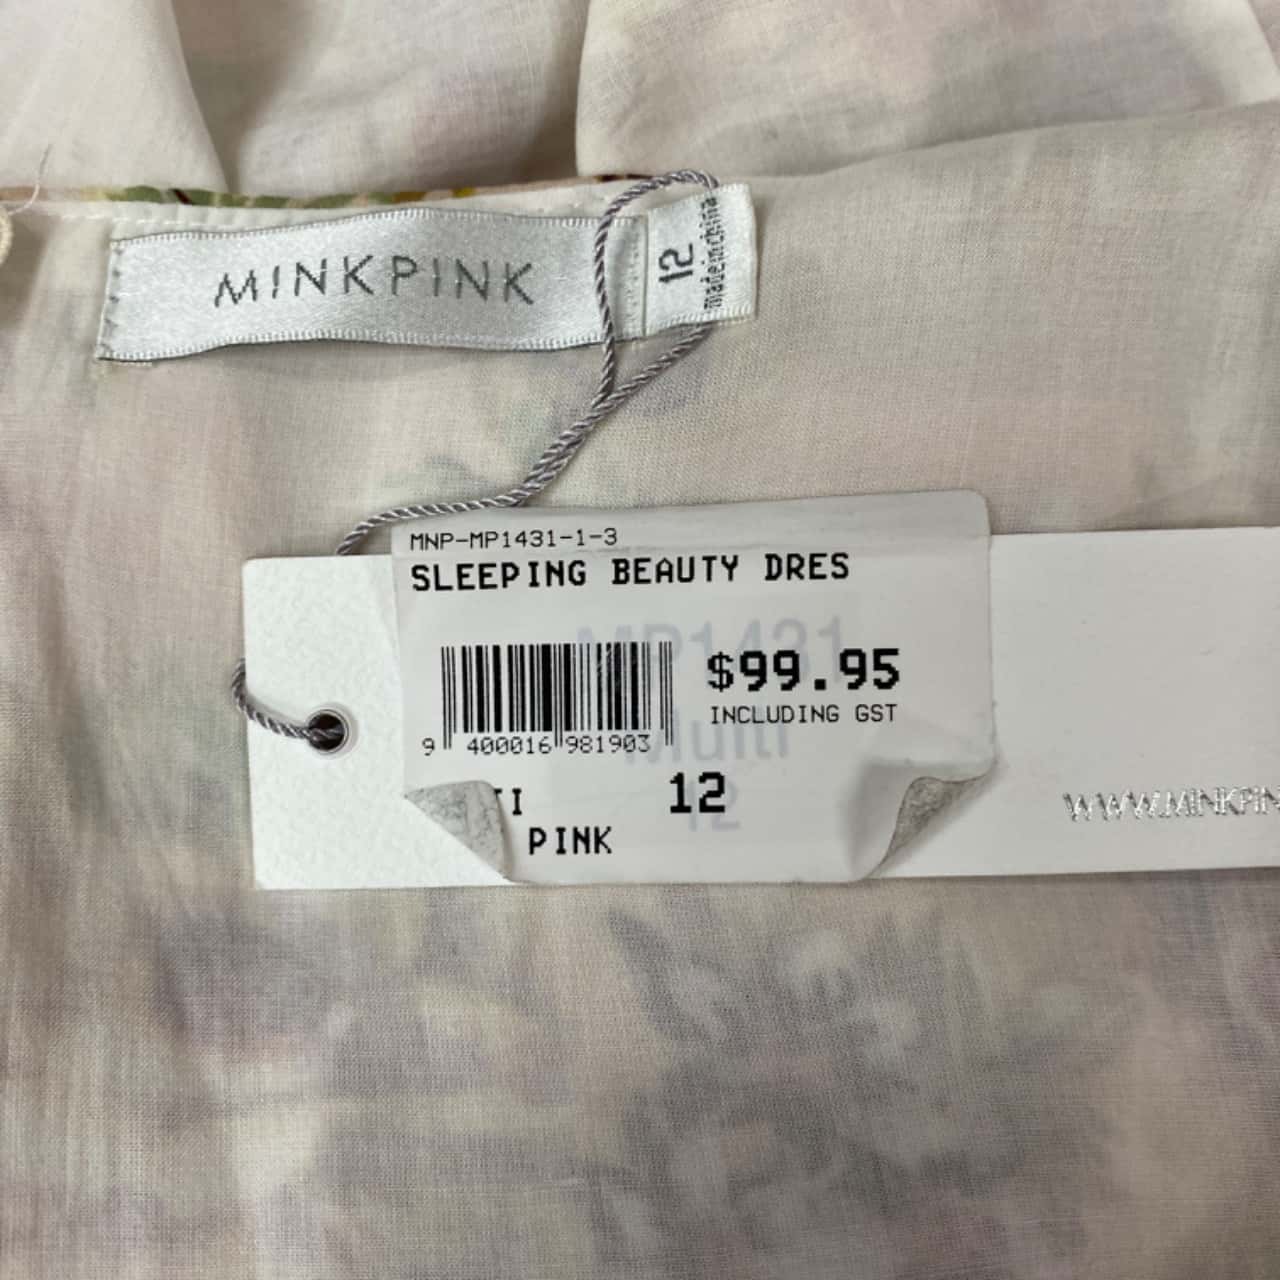 MINKPINK
12
made in china
MNP-MP1431-1-3
SLEEPING BEAUTY DRES
MP1431
$99.95
INCLUDING GST
Multi
9 400016 981903
TI 12
12
PINK
WWW.MINKPIN